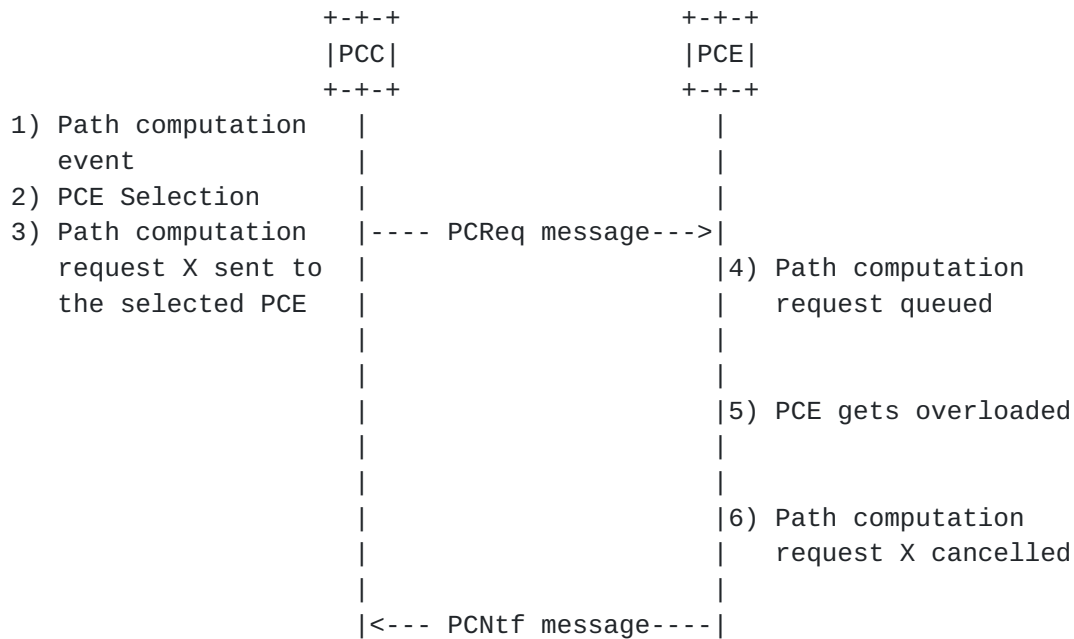 +-+-+                  +-+-+
                    |PCC|                  |PCE|
                    +-+-+                  +-+-+
1) Path computation   |                      |
   event              |                      |
2) PCE Selection      |                      |
3) Path computation   |---- PCReq message--->|
   request X sent to  |                      |4) Path computation
   the selected PCE   |                      |   request queued
                      |                      |
                      |                      |
                      |                      |5) PCE gets overloaded
                      |                      |
                      |                      |
                      |                      |6) Path computation
                      |                      |   request X cancelled
                      |                      |
                      |<--- PCNtf message----|